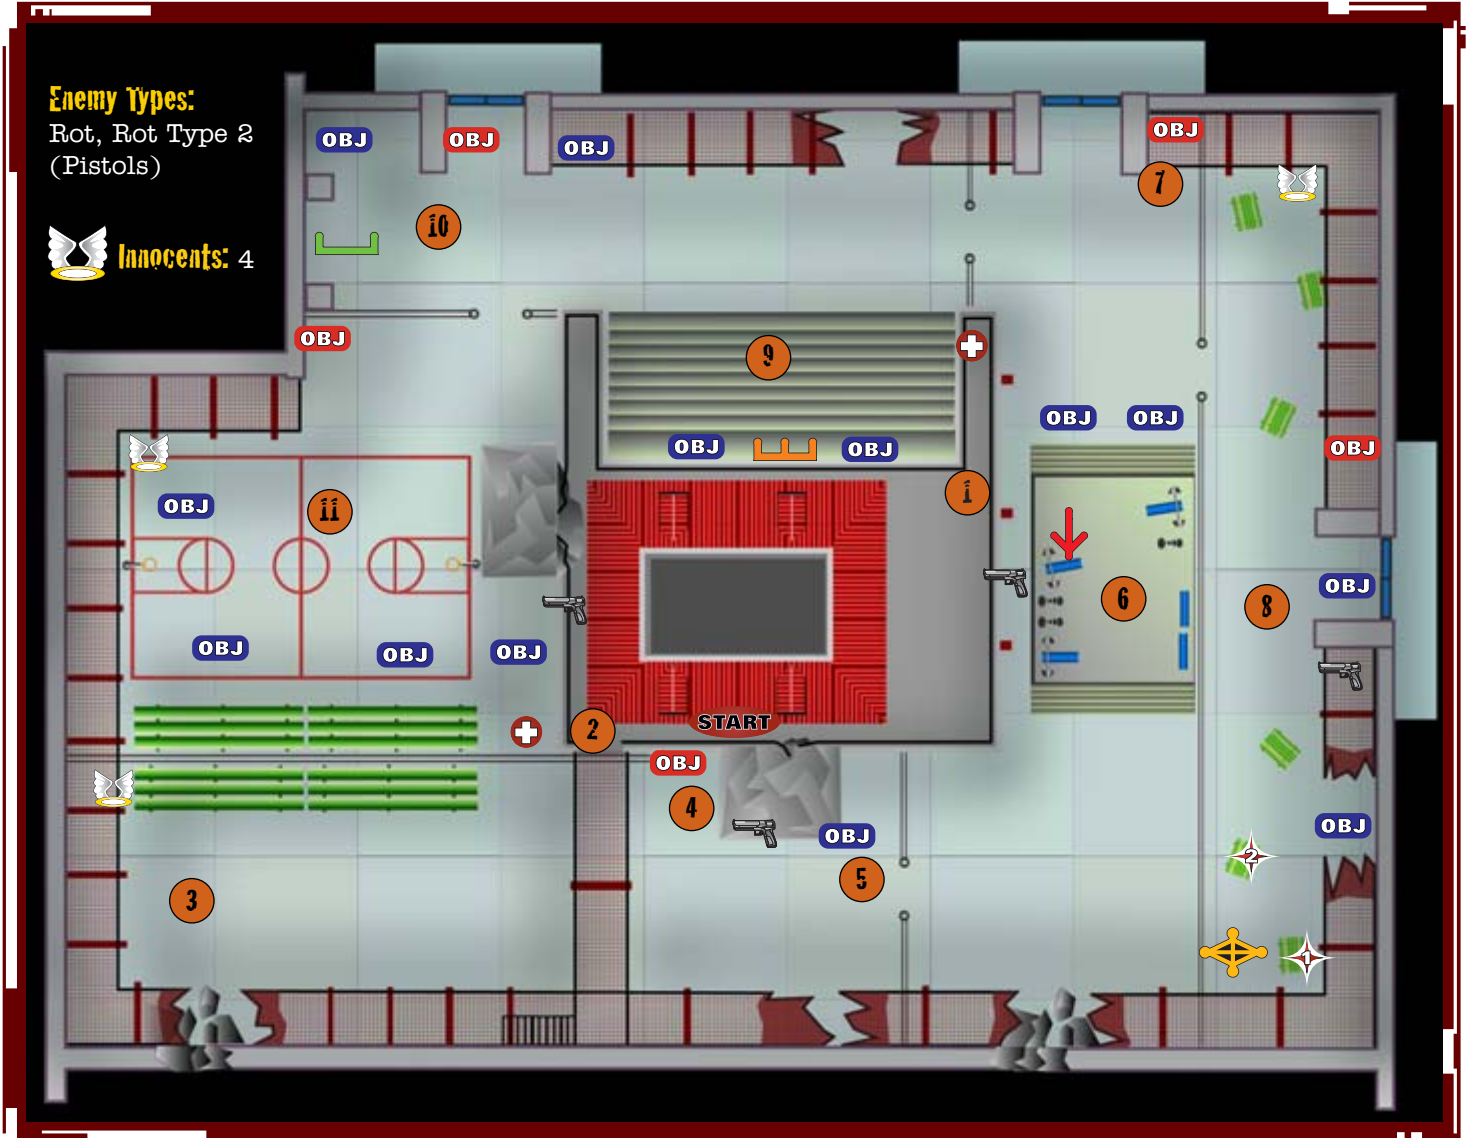 Enemy Types:
Rot, Rot Type 2
(Pistols)
Innocents: 4
OBJ
OBJ
OBJ
OBJ
7
10
OBJ
9
OBJ
OBJ
OBJ
OBJ
OBJ
OBJ
11
1
6
8
OBJ
OBJ
OBJ
OBJ
2
START
OBJ
4
OBJ
OBJ
2
5
3
1